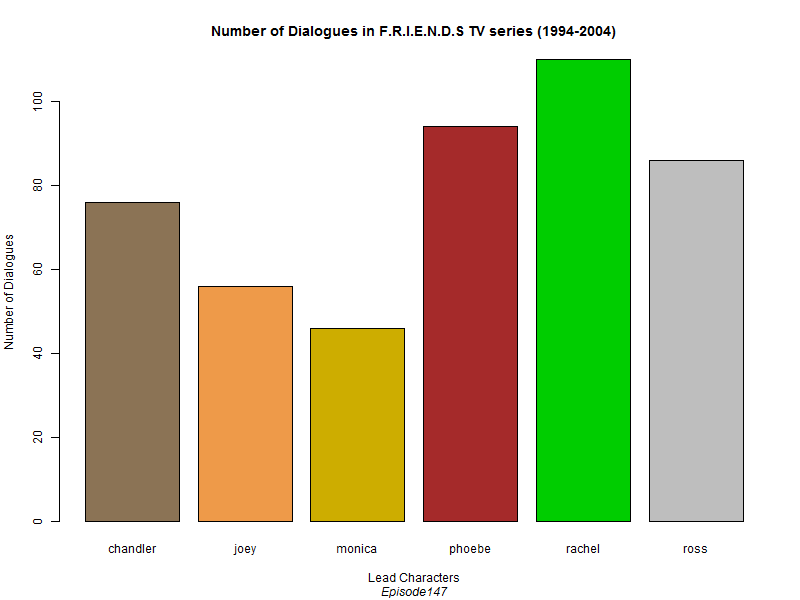 Number of Dialogues in F.R.I.E.N.D.S TV series (1994-2004)
Number of Dialogues
100
80
60
40
20
0
chandler joey monica phoebe rachel ross
Lead Characters
Episode147